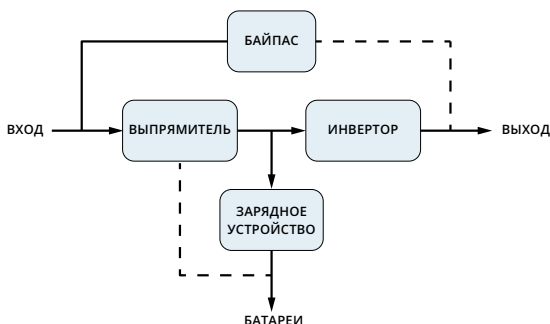 БАЙПАС
ВХОД
ВЫПРЯМИТЕЛЬ
ИНВЕРТОР
ВЫХОД
ЗАРЯДНОЕ
УСТРОЙСТВО
БАТАРЕИ